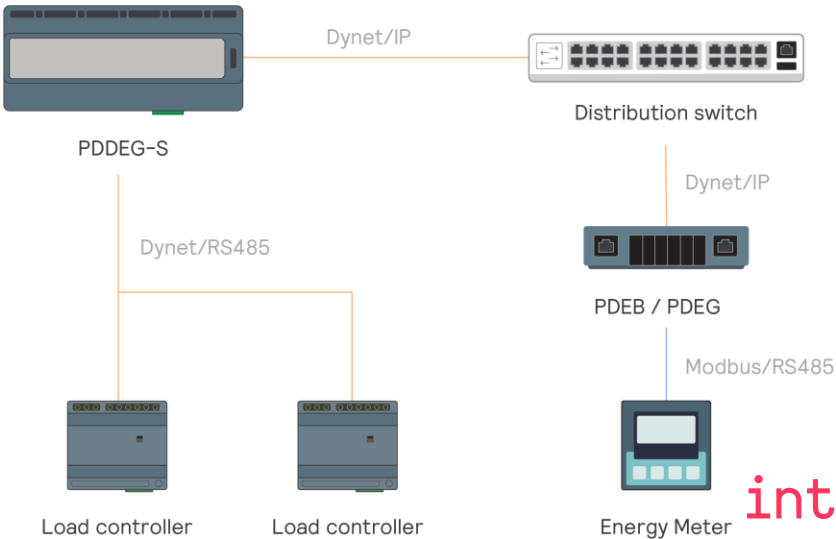 Dynet/IP
Distribution switch
PDDEG-S
Dynet/IP
Dynet/RS485
PDEB / PDEG
Modbus/RS485
int
Load controller
Load controller
Energy Meter